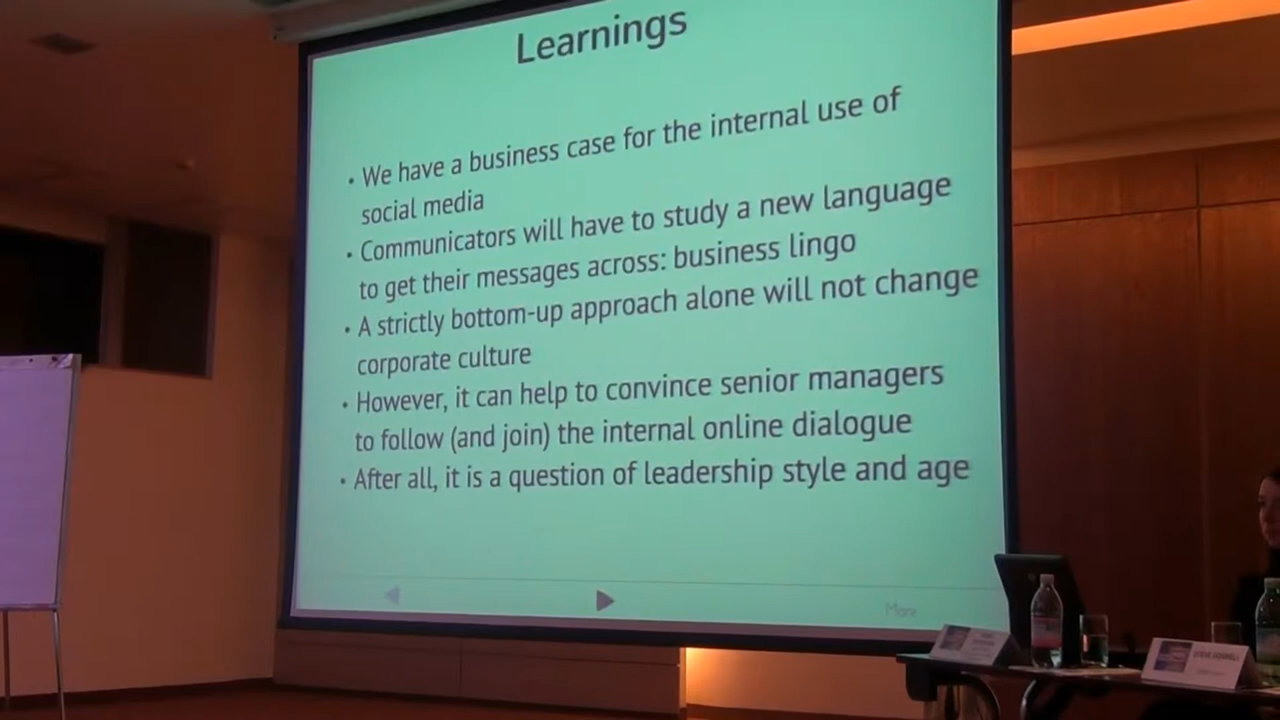 Learnings
• We have a business case for the internal use of
social media
• Communicators will have to study a new language
to get their messages across: business lingo
• A strictly bottom-up approach alone will not change
corporate culture
• However, it can help to convince senior managers
to follow (and join) the internal online dialogue
• After all, it is a question of leadership style and age
More
STEVE